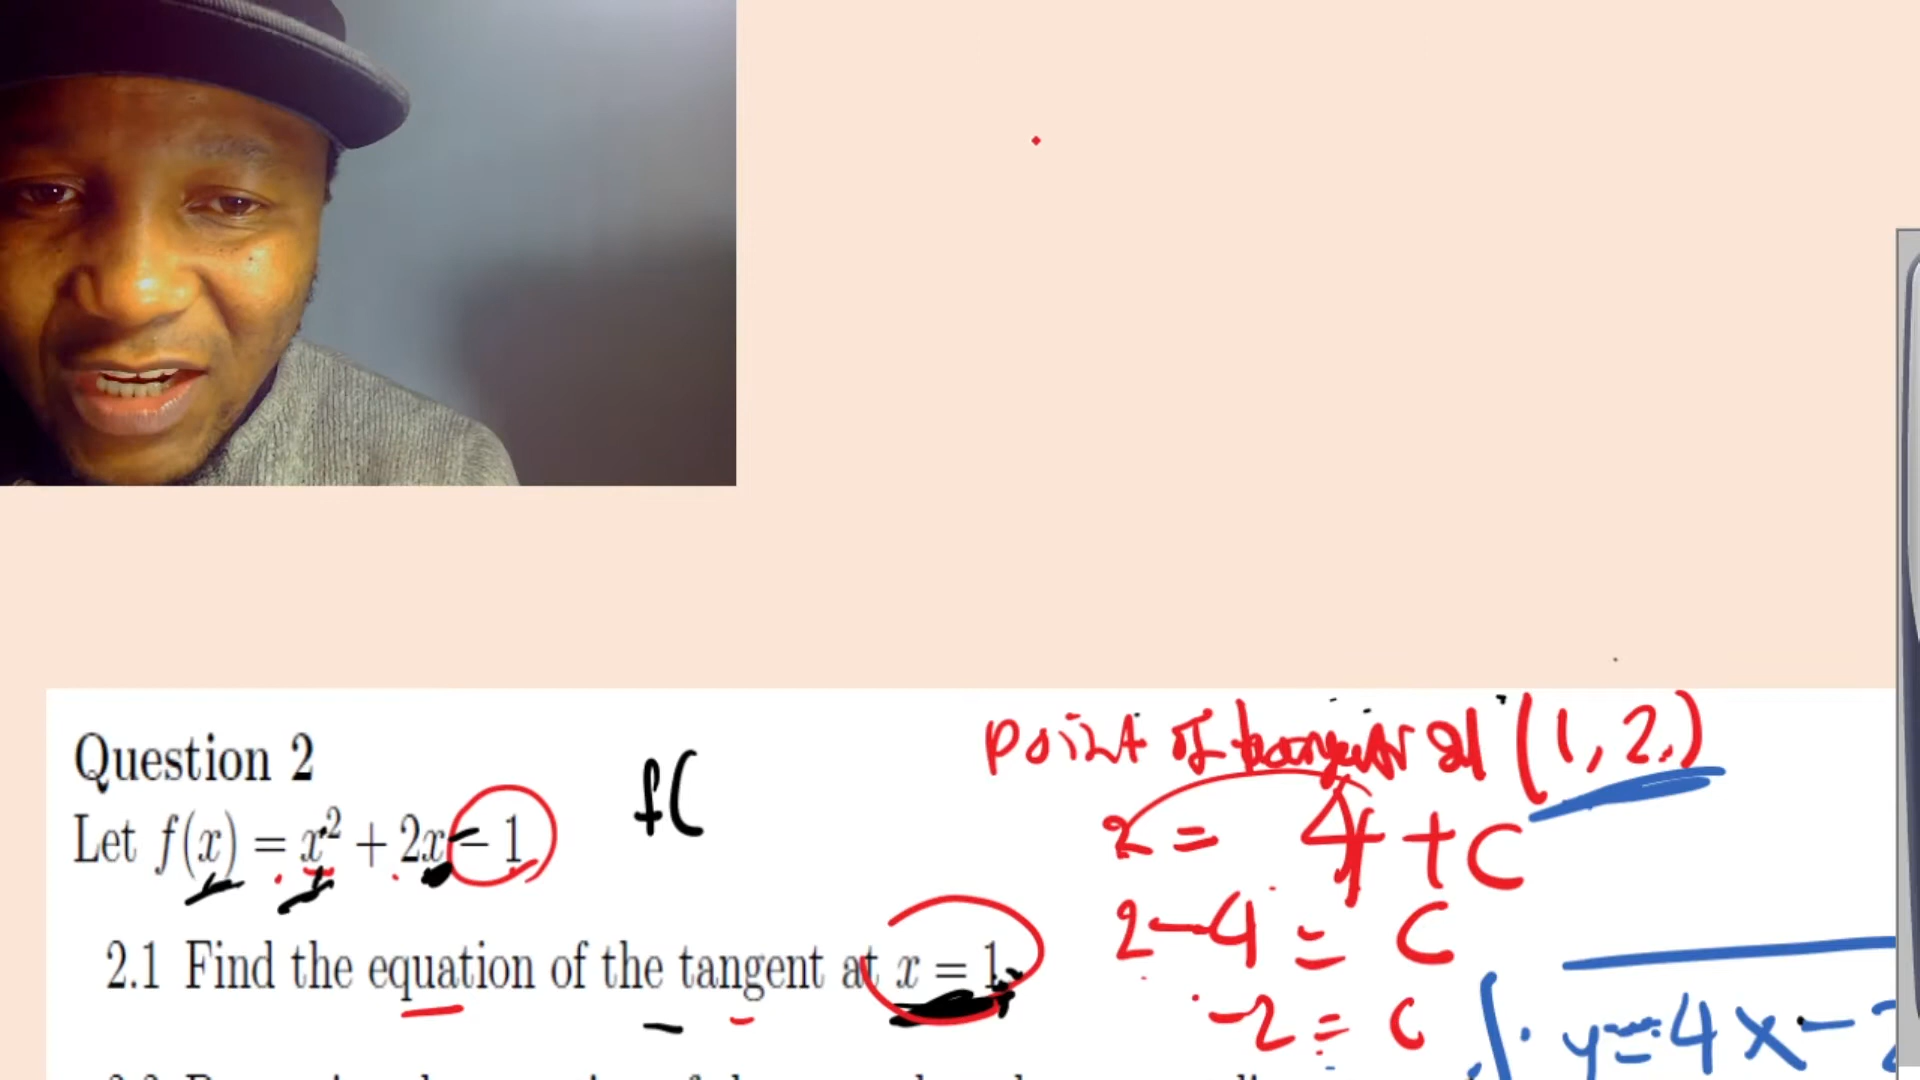 Question 2
Let f(x) = x² + 2x − 1
f(
2.1 Find the equation of the tangent at x = 1,
point of tangent at (1, 2)
2 = 4 + C
2 − 4 = C
−2 = C
y = 4x − 2